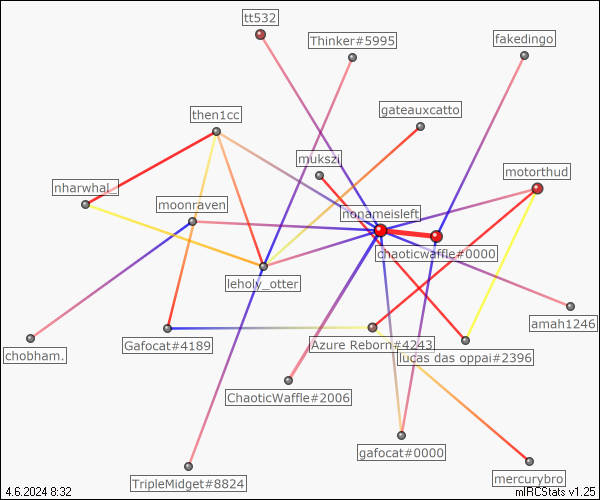 tt532
Thinker#5995
fakedingo
gateauxcatto
then1cc
mukszi
motorthud
nharwhal_
moonraven
nonameisleft
chaoticwaffle#0000
leholy_otter
amah1246
chobham.
Gafocat#4189
Azure Reborn#4243
lucas das oppai#2396
ChaoticWaffle#2006
gafocat#0000
TripleMidget#8824
mercurybro
4.6.2024 8:32
mIRCStats v1.25